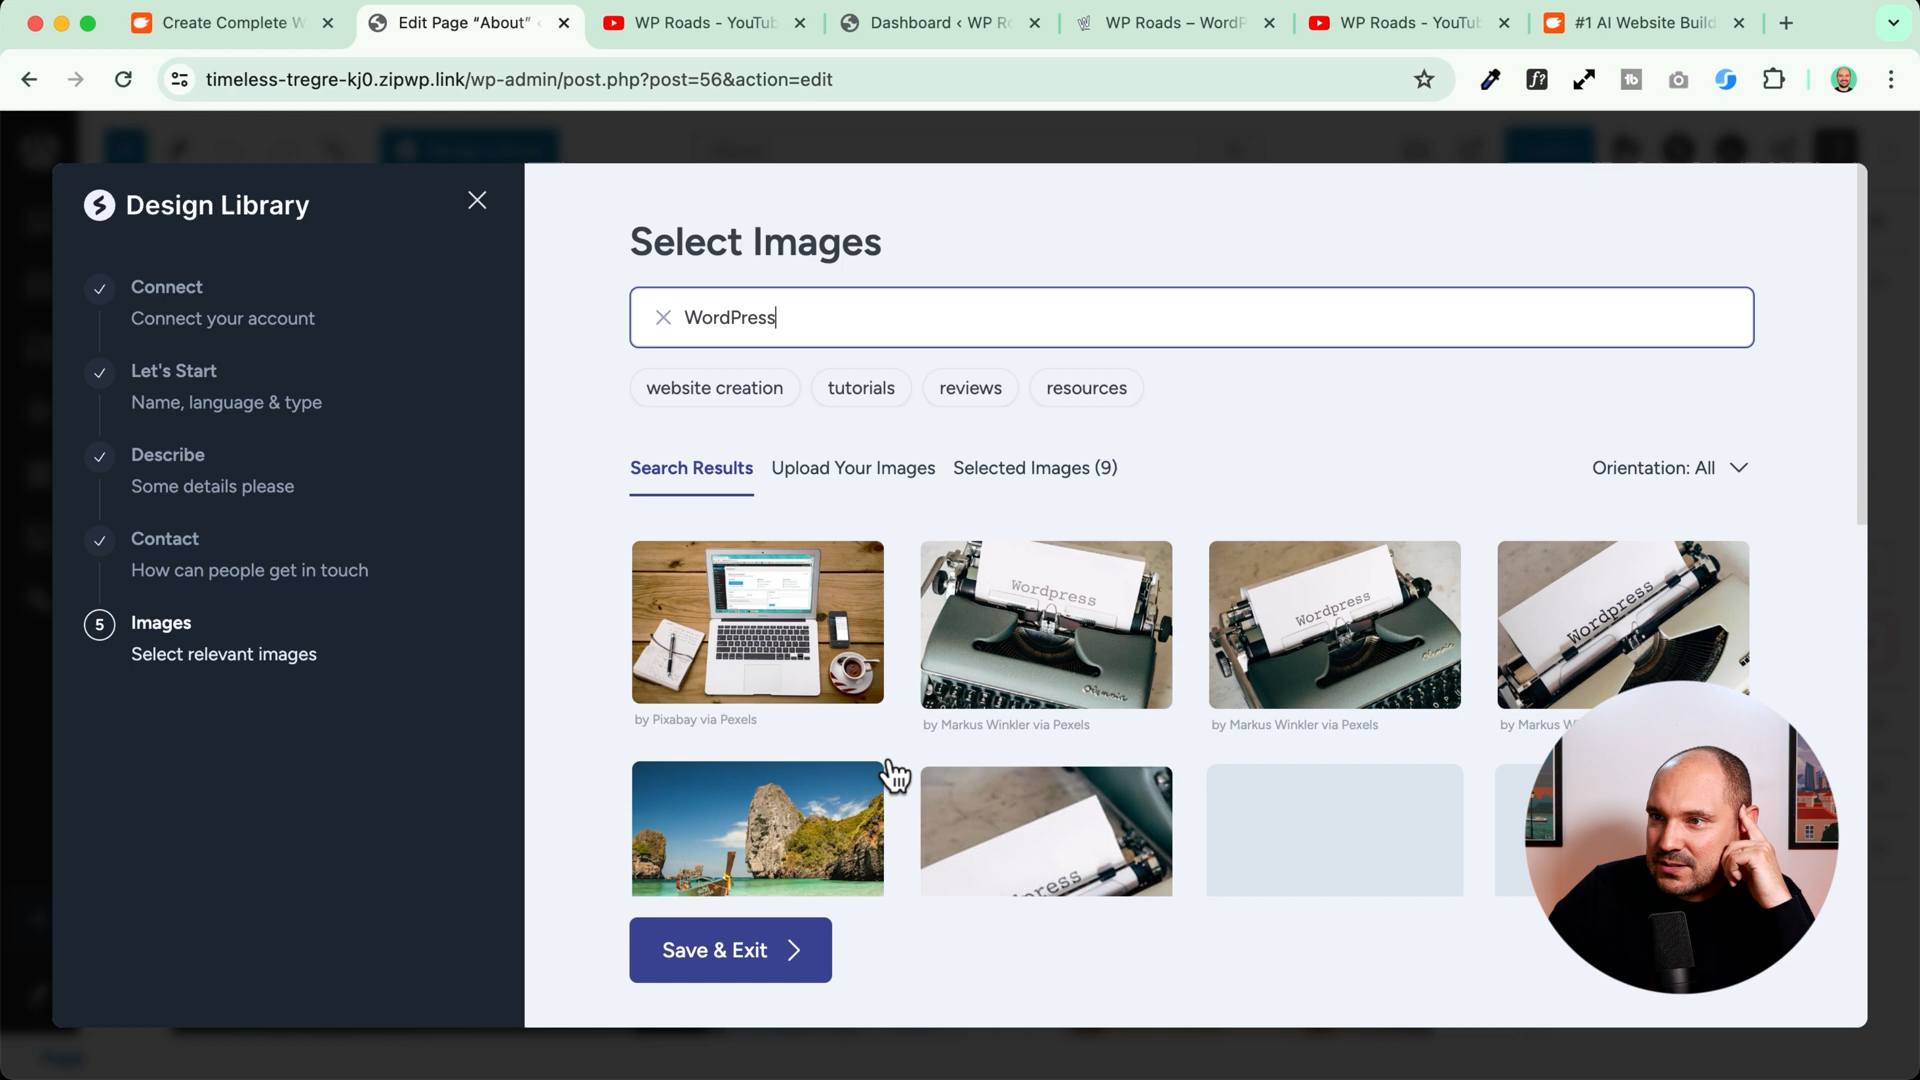 Create Complete W
Edit Page "About"
WP Roads - YouTub
Dashboard ‹ WP Ro
WP Roads – WordP
WP Roads - YouTub
#1 AI Website Build
timeless-tregre-kj0.zipwp.link/wp-admin/post.php?post=56&action=edit
f?
tb
Design Library
Connect
Connect your account
Let's Start
Name, language & type
Describe
Some details please
Contact
How can people get in touch
5
Images
Select relevant images
Select Images
WordPress
website creation
tutorials
reviews
resources
Search Results
Upload Your Images
Selected Images (9)
Orientation: All
Wordpress
Wordpress
Wordpress
Olympia
by Pixabay via Pexels
by Markus Winkler via Pexels
by Markus Winkler via Pexels
by Markus W
press
Save & Exit